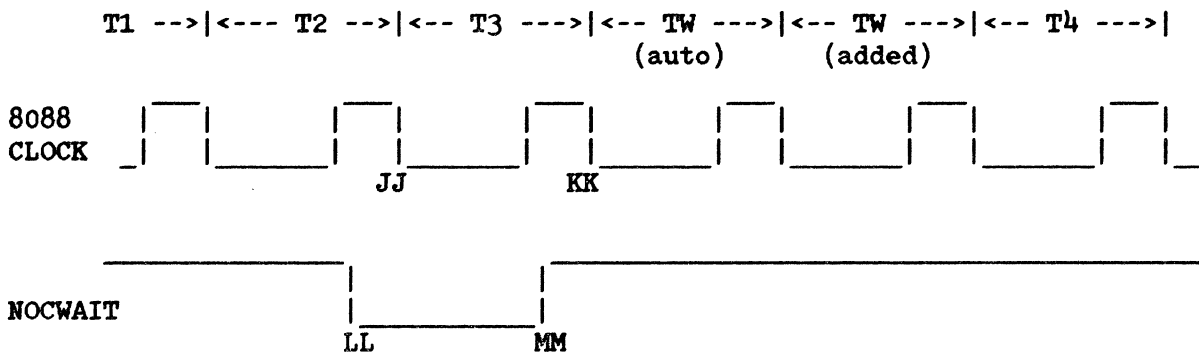 T1 --->|<--- T2 --->|<--- T3 --->|<-- TW --->|<-- TW --->|<-- T4 --->|
(auto) (added)
8088
CLOCK
JJ KK
NOCWAIT
LL MM